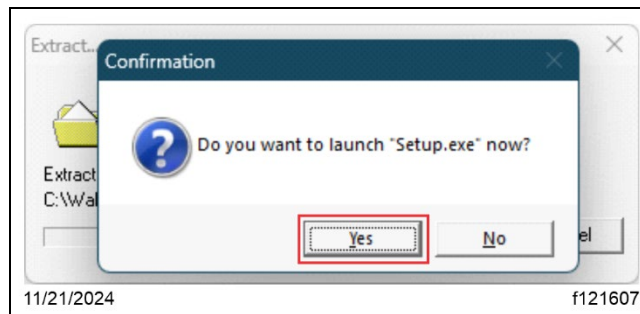 Extract...
Confirmation
Do you want to launch "Setup.exe" now?
Extract
C:\Wal
Yes
No
el
11/21/2024
f121607